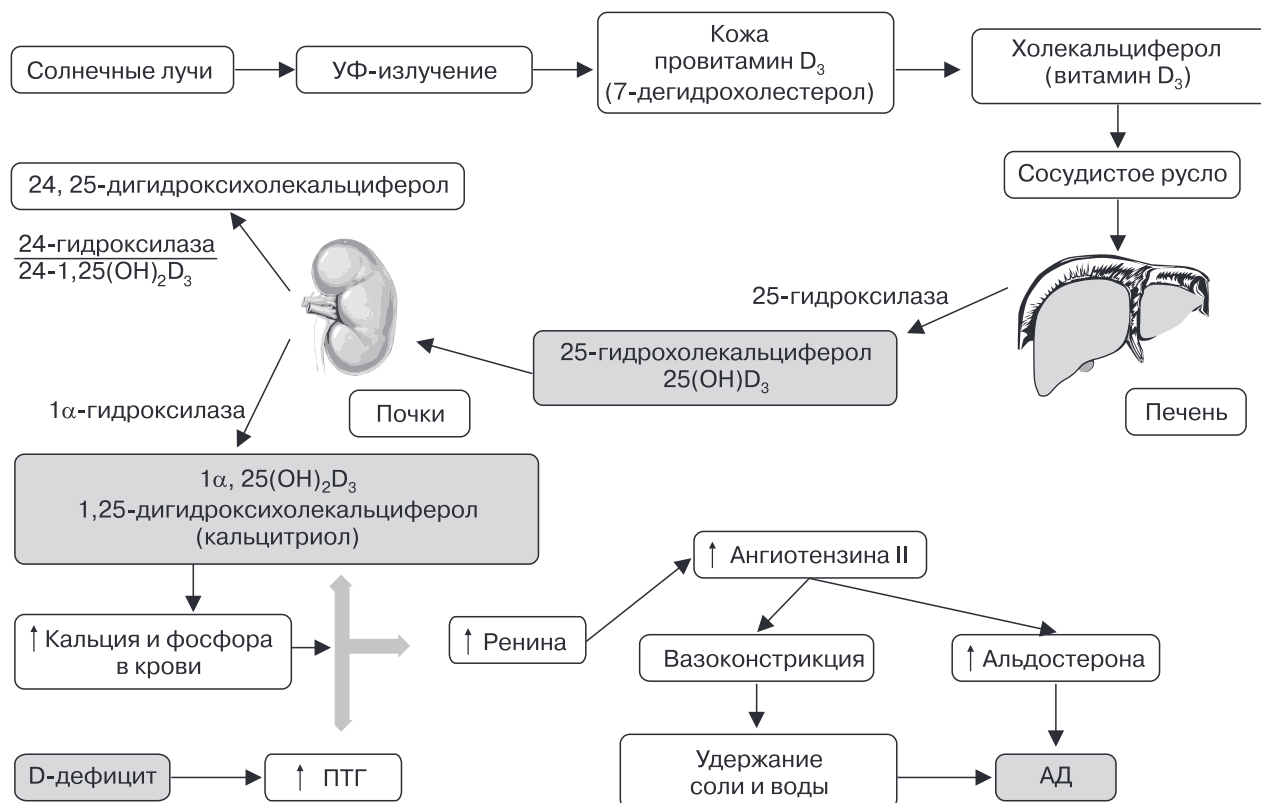 Солнечные лучи
УФ-излучение
Кожа
провитамин D₃
(7-дегидрохолестерол)
Холекальциферол
(витамин D₃)
Сосудистое русло
24, 25-дигидроксихолекальциферол
24-гидроксилаза
24-1,25(OH)₂D₃
25-гидроксилаза
25-гидрохолекальциферол
25(OH)D₃
Печень
Почки
1α-гидроксилаза
1α, 25(OH)₂D₃
1,25-дигидроксихолекальциферол
(кальцитриол)
↑ Кальция и фосфора
в крови
↑ Ренина
↑ Ангиотензина II
Вазоконстрикция
↑ Альдостерона
D-дефицит
↑ ПТГ
Удержание
соли и воды
АД